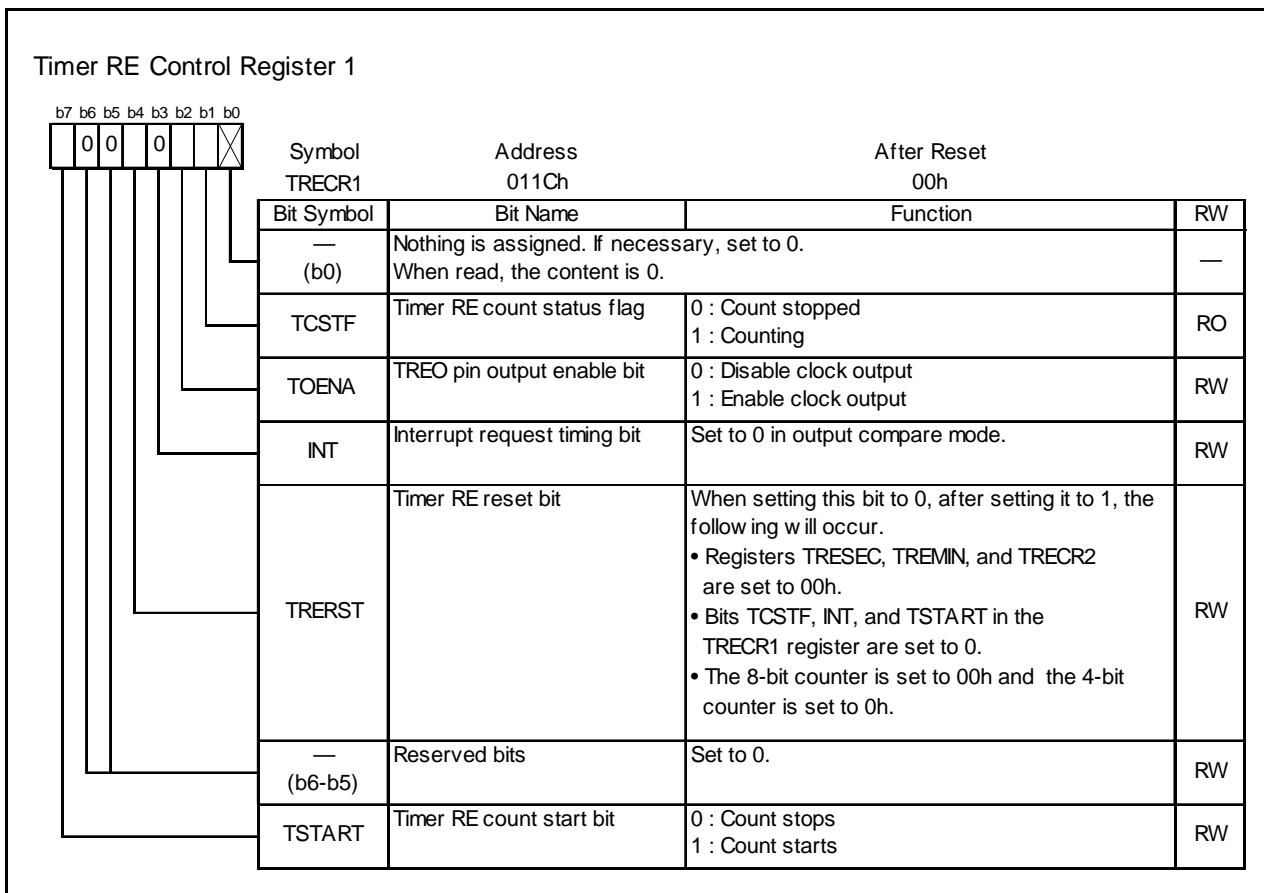 Timer RE Control Register 1
b7 b6 b5 b4 b3 b2 b1 b0
0 0 0
Symbol Address After Reset
TRECR1 011Ch 00h
Bit Symbol Bit Name Function RW
—
(b0)
Nothing is assigned. If necessary, set to 0.
When read, the content is 0.
—
TCSTF
Timer RE count status flag
0 : Count stopped
1 : Counting
RO
TOENA
TREO pin output enable bit
0 : Disable clock output
1 : Enable clock output
RW
INT
Interrupt request timing bit
Set to 0 in output compare mode.
RW
TRERST
Timer RE reset bit
When setting this bit to 0, after setting it to 1, the
following will occur.
• Registers TRESEC, TREMIN, and TRECR2
are set to 00h.
• Bits TCSTF, INT, and TSTART in the
TRECR1 register are set to 0.
• The 8-bit counter is set to 00h and the 4-bit
counter is set to 0h.
RW
—
(b6-b5)
Reserved bits
Set to 0.
RW
TSTART
Timer RE count start bit
0 : Count stops
1 : Count starts
RW